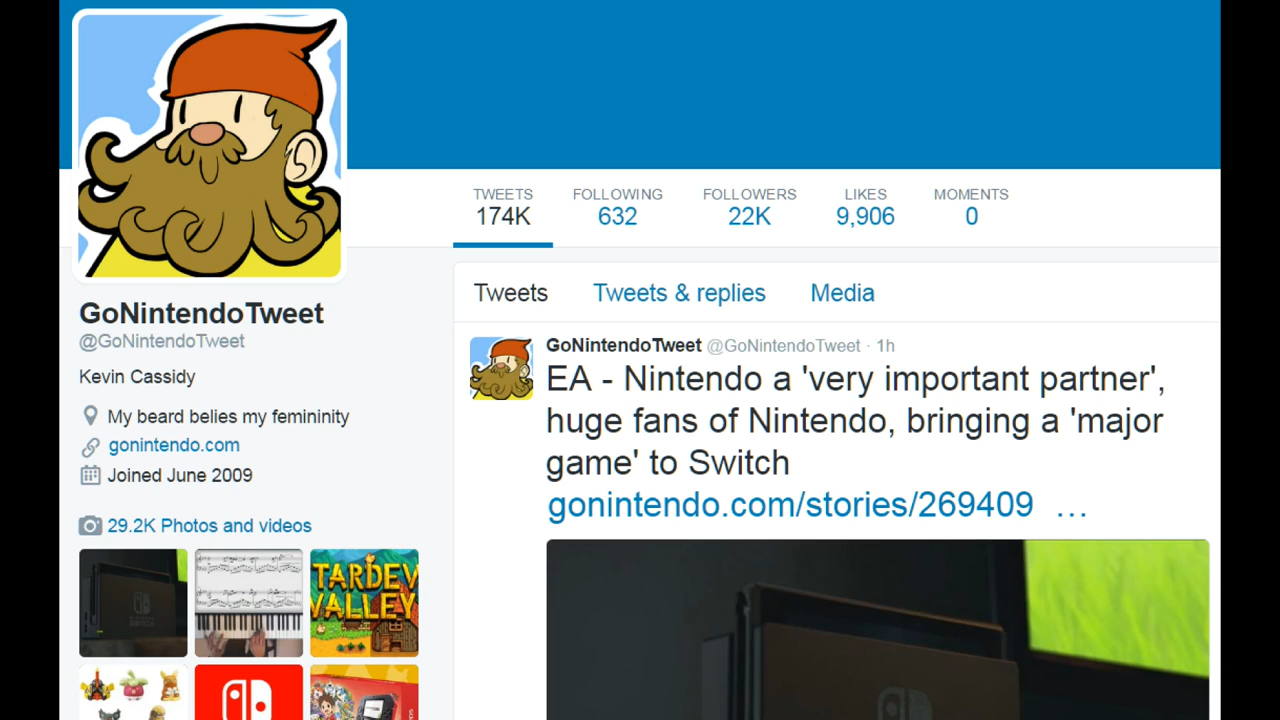 TWEETS FOLLOWING FOLLOWERS LIKES MOMENTS
174K 632 22K 9,906 0
Tweets Tweets & replies Media
GoNintendoTweet
@GoNintendoTweet
Kevin Cassidy
My beard belies my femininity
gonintendo.com
Joined June 2009
29.2K Photos and videos
TARDEV
VALLEY
GoNintendoTweet @GoNintendoTweet · 1h
EA - Nintendo a 'very important partner',
huge fans of Nintendo, bringing a 'major
game' to Switch
gonintendo.com/stories/269409 …